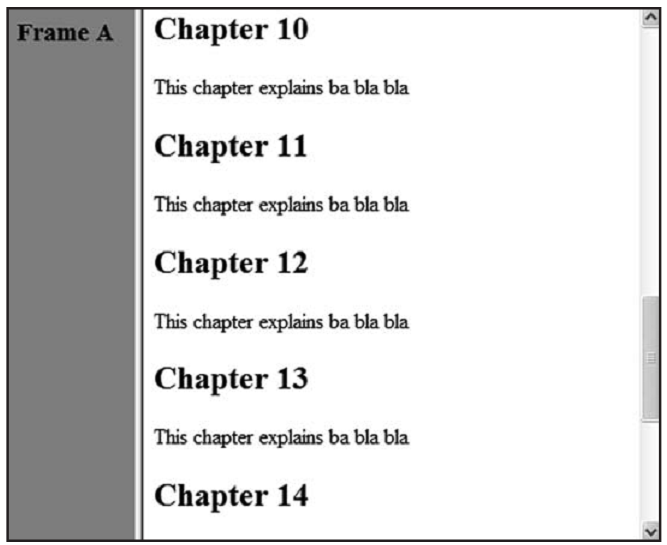 Frame A
Chapter 10
This chapter explains ba bla bla
Chapter 11
This chapter explains ba bla bla
Chapter 12
This chapter explains ba bla bla
Chapter 13
This chapter explains ba bla bla
Chapter 14